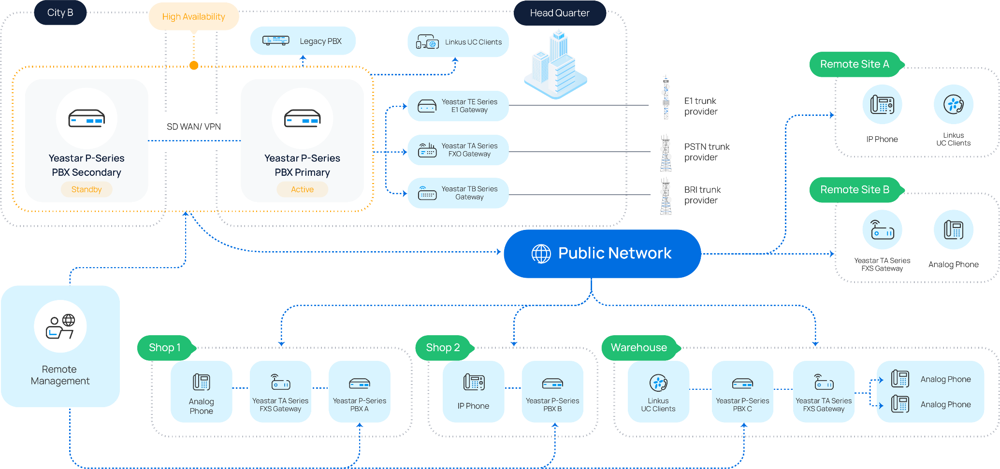 City B
High Availability
Head Quarter
Legacy PBX
Linkus UC Clients
Yeastar P-Series
PBX Secondary
Standby
SD WAN/ VPN
Yeastar P-Series
PBX Primary
Active
Yeastar TE Series
E1 Gateway
Yeastar TA Series
FXO Gateway
Yeastar TB Series
Gateway
E1 trunk
provider
PSTN trunk
provider
BRI trunk
provider
Remote Site A
IP Phone
Linkus
UC Clients
Remote Site B
Yeastar TA Series
FXS Gateway
Analog Phone
Public Network
Remote
Management
Shop 1
Analog
Phone
Yeastar TA Series
FXS Gateway
Yeastar P-Series
PBX A
Shop 2
IP Phone
Yeastar P-Series
PBX B
Warehouse
Linkus
UC Clients
Yeastar P-Series
PBX C
Yeastar TA Series
FXS Gateway
Analog Phone
Analog Phone